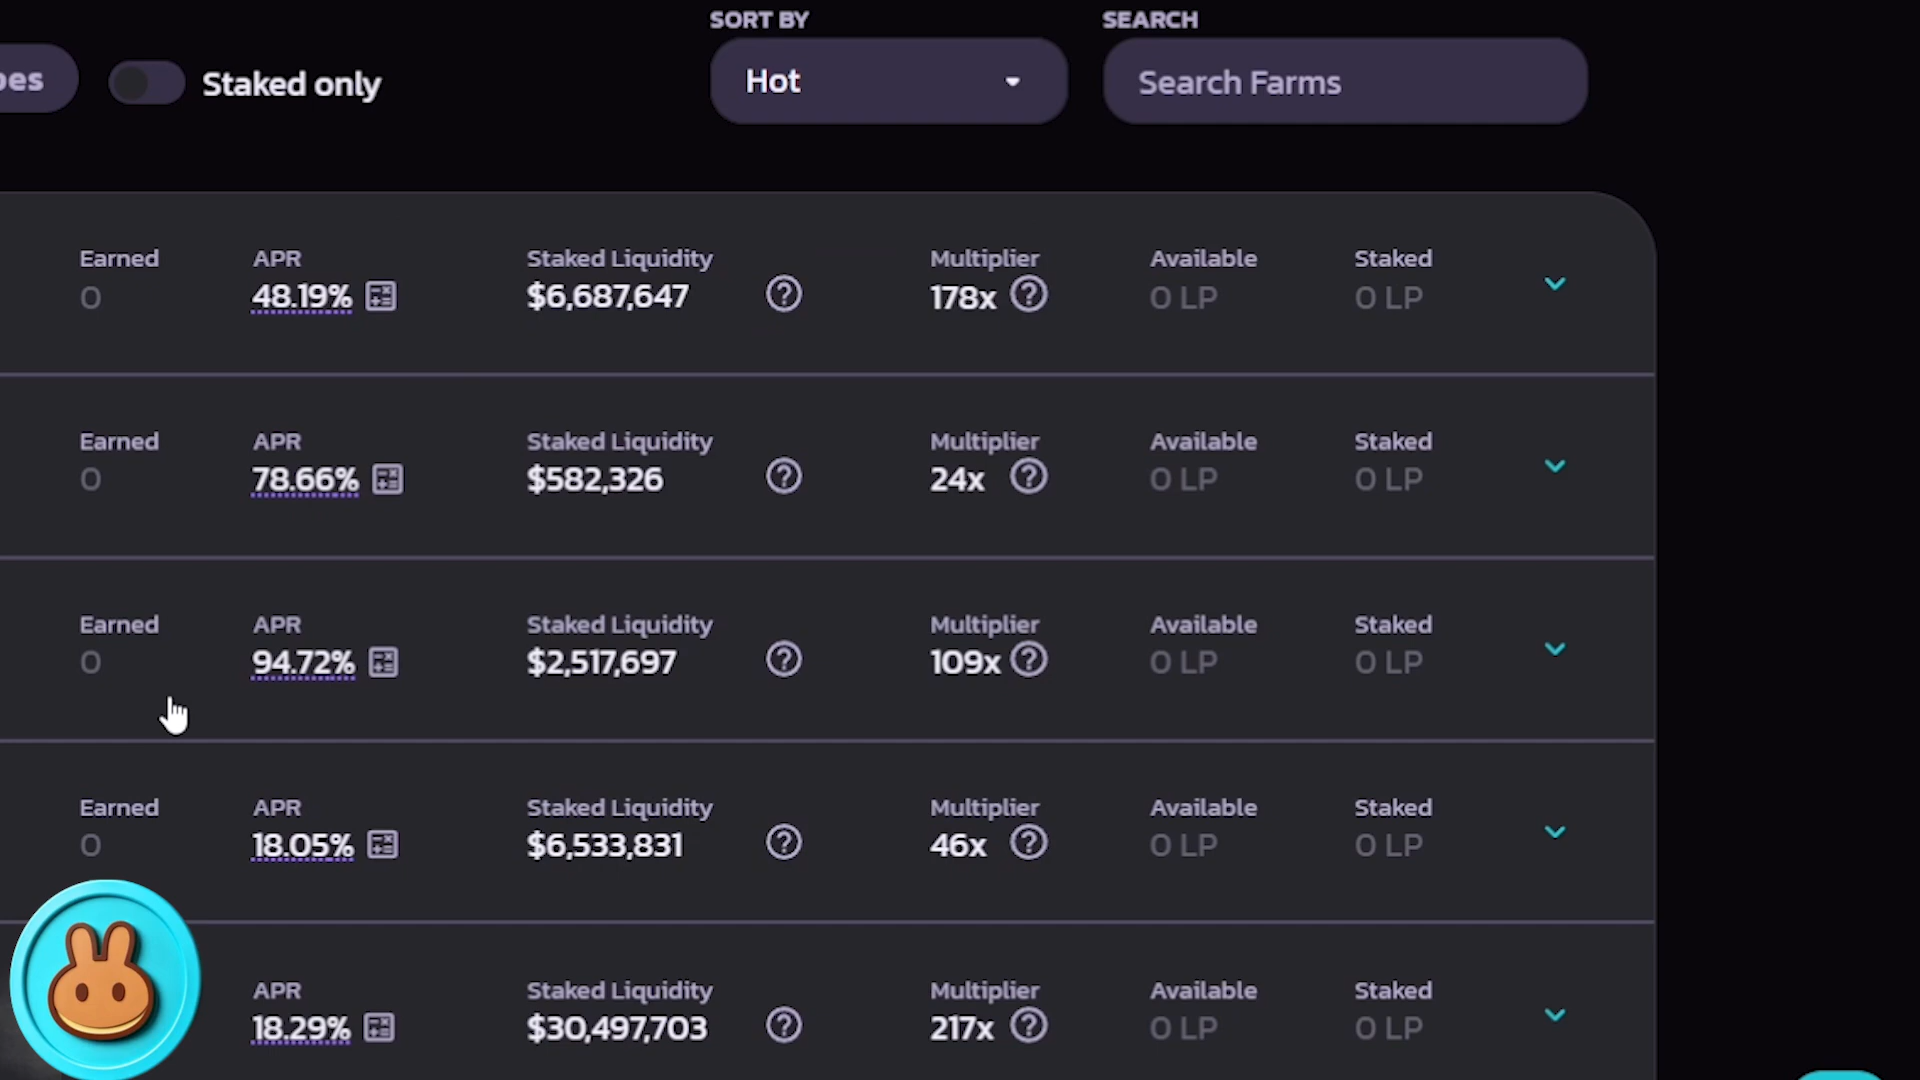 SORT BY SEARCH
pes Staked only Hot Search Farms
Earned APR Staked Liquidity Multiplier Available Staked
0 48.19% $6,687,647 178x 0 LP 0 LP
Earned APR Staked Liquidity Multiplier Available Staked
0 78.66% $582,326 24x 0 LP 0 LP
Earned APR Staked Liquidity Multiplier Available Staked
0 94.72% $2,517,697 109x 0 LP 0 LP
Earned APR Staked Liquidity Multiplier Available Staked
0 18.05% $6,533,831 46x 0 LP 0 LP
APR Staked Liquidity Multiplier Available Staked
18.29% $30,497,703 217x 0 LP 0 LP